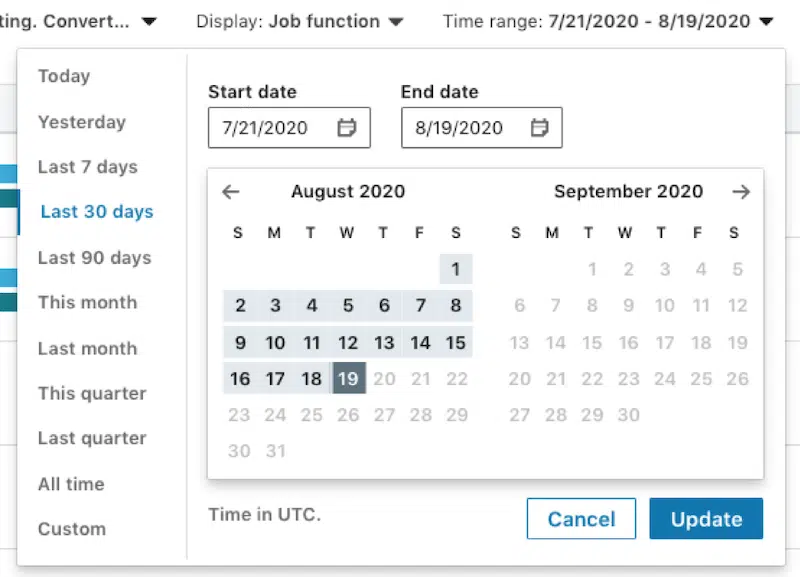 ting. Convert... Display: Job function Time range: 7/21/2020 - 8/19/2020
Today
Yesterday
Last 7 days
Last 30 days
Last 90 days
This month
Last month
This quarter
Last quarter
All time
Custom
Start date End date
7/21/2020 8/19/2020
August 2020
S M T W T F S
1
2 3 4 5 6 7 8
9 10 11 12 13 14 15
16 17 18 19 20 21 22
23 24 25 26 27 28 29
30 31
September 2020
S M T W T F S
1 2 3 4 5
6 7 8 9 10 11 12
13 14 15 16 17 18 19
20 21 22 23 24 25 26
27 28 29 30
Time in UTC.
Cancel Update